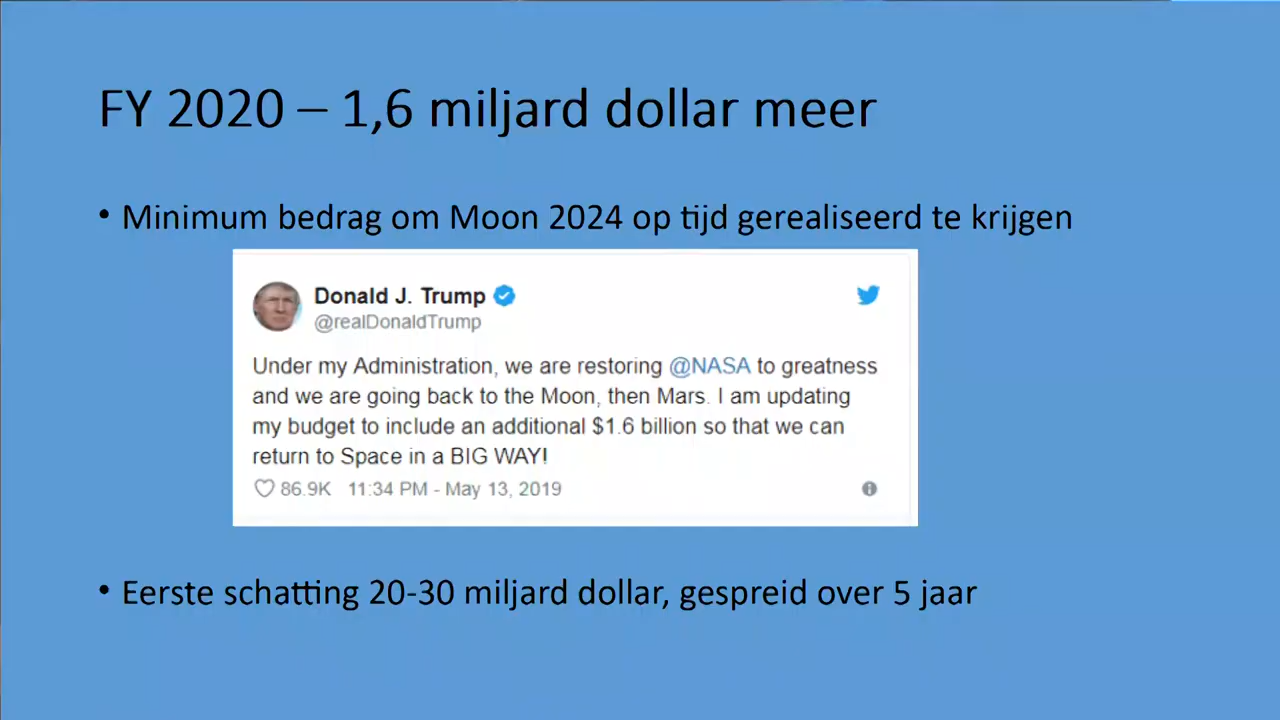 FY 2020 – 1,6 miljard dollar meer
• Minimum bedrag om Moon 2024 op tijd gerealiseerd te krijgen
Donald J. Trump
@realDonaldTrump
Under my Administration, we are restoring @NASA to greatness
and we are going back to the Moon, then Mars. I am updating
my budget to include an additional $1.6 billion so that we can
return to Space in a BIG WAY!
86.9K 11:34 PM - May 13, 2019
• Eerste schatting 20-30 miljard dollar, gespreid over 5 jaar